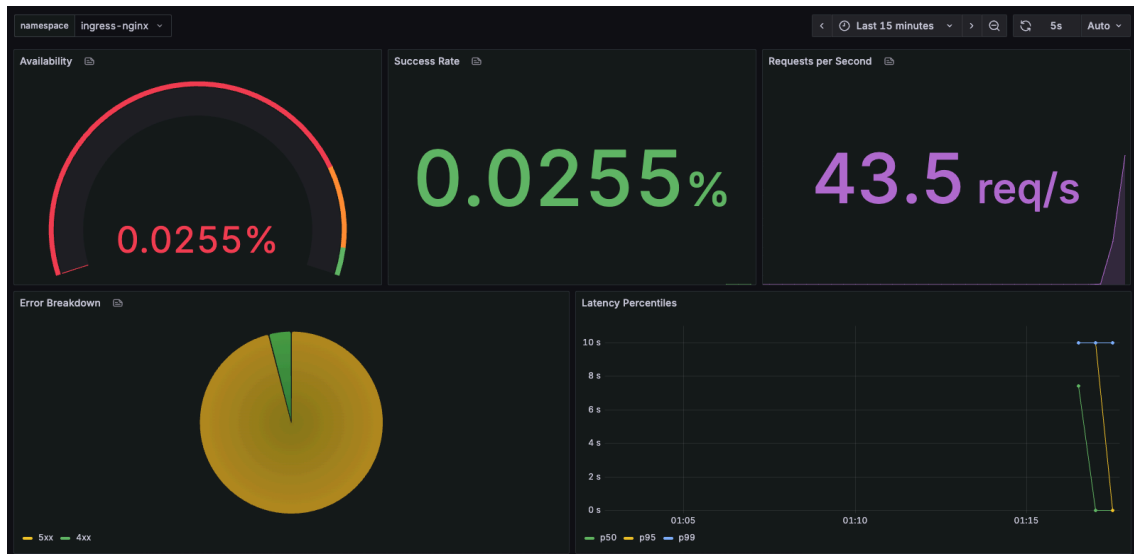 namespace ingress-nginx
Last 15 minutes
5s
Auto
Availability
0.0255%
Success Rate
0.0255%
Requests per Second
43.5 req/s
Error Breakdown
5xx
4xx
Latency Percentiles
10 s
8 s
6 s
4 s
2 s
0 s
01:05
01:10
01:15
p50
p95
p99